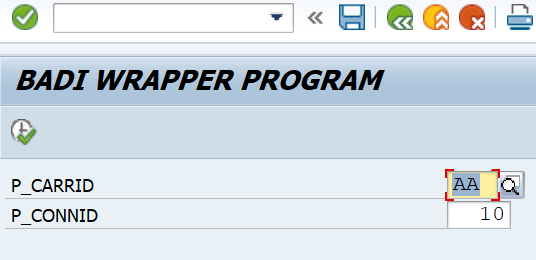 BADI WRAPPER PROGRAM
P_CARRID AA
P_CONNID 10